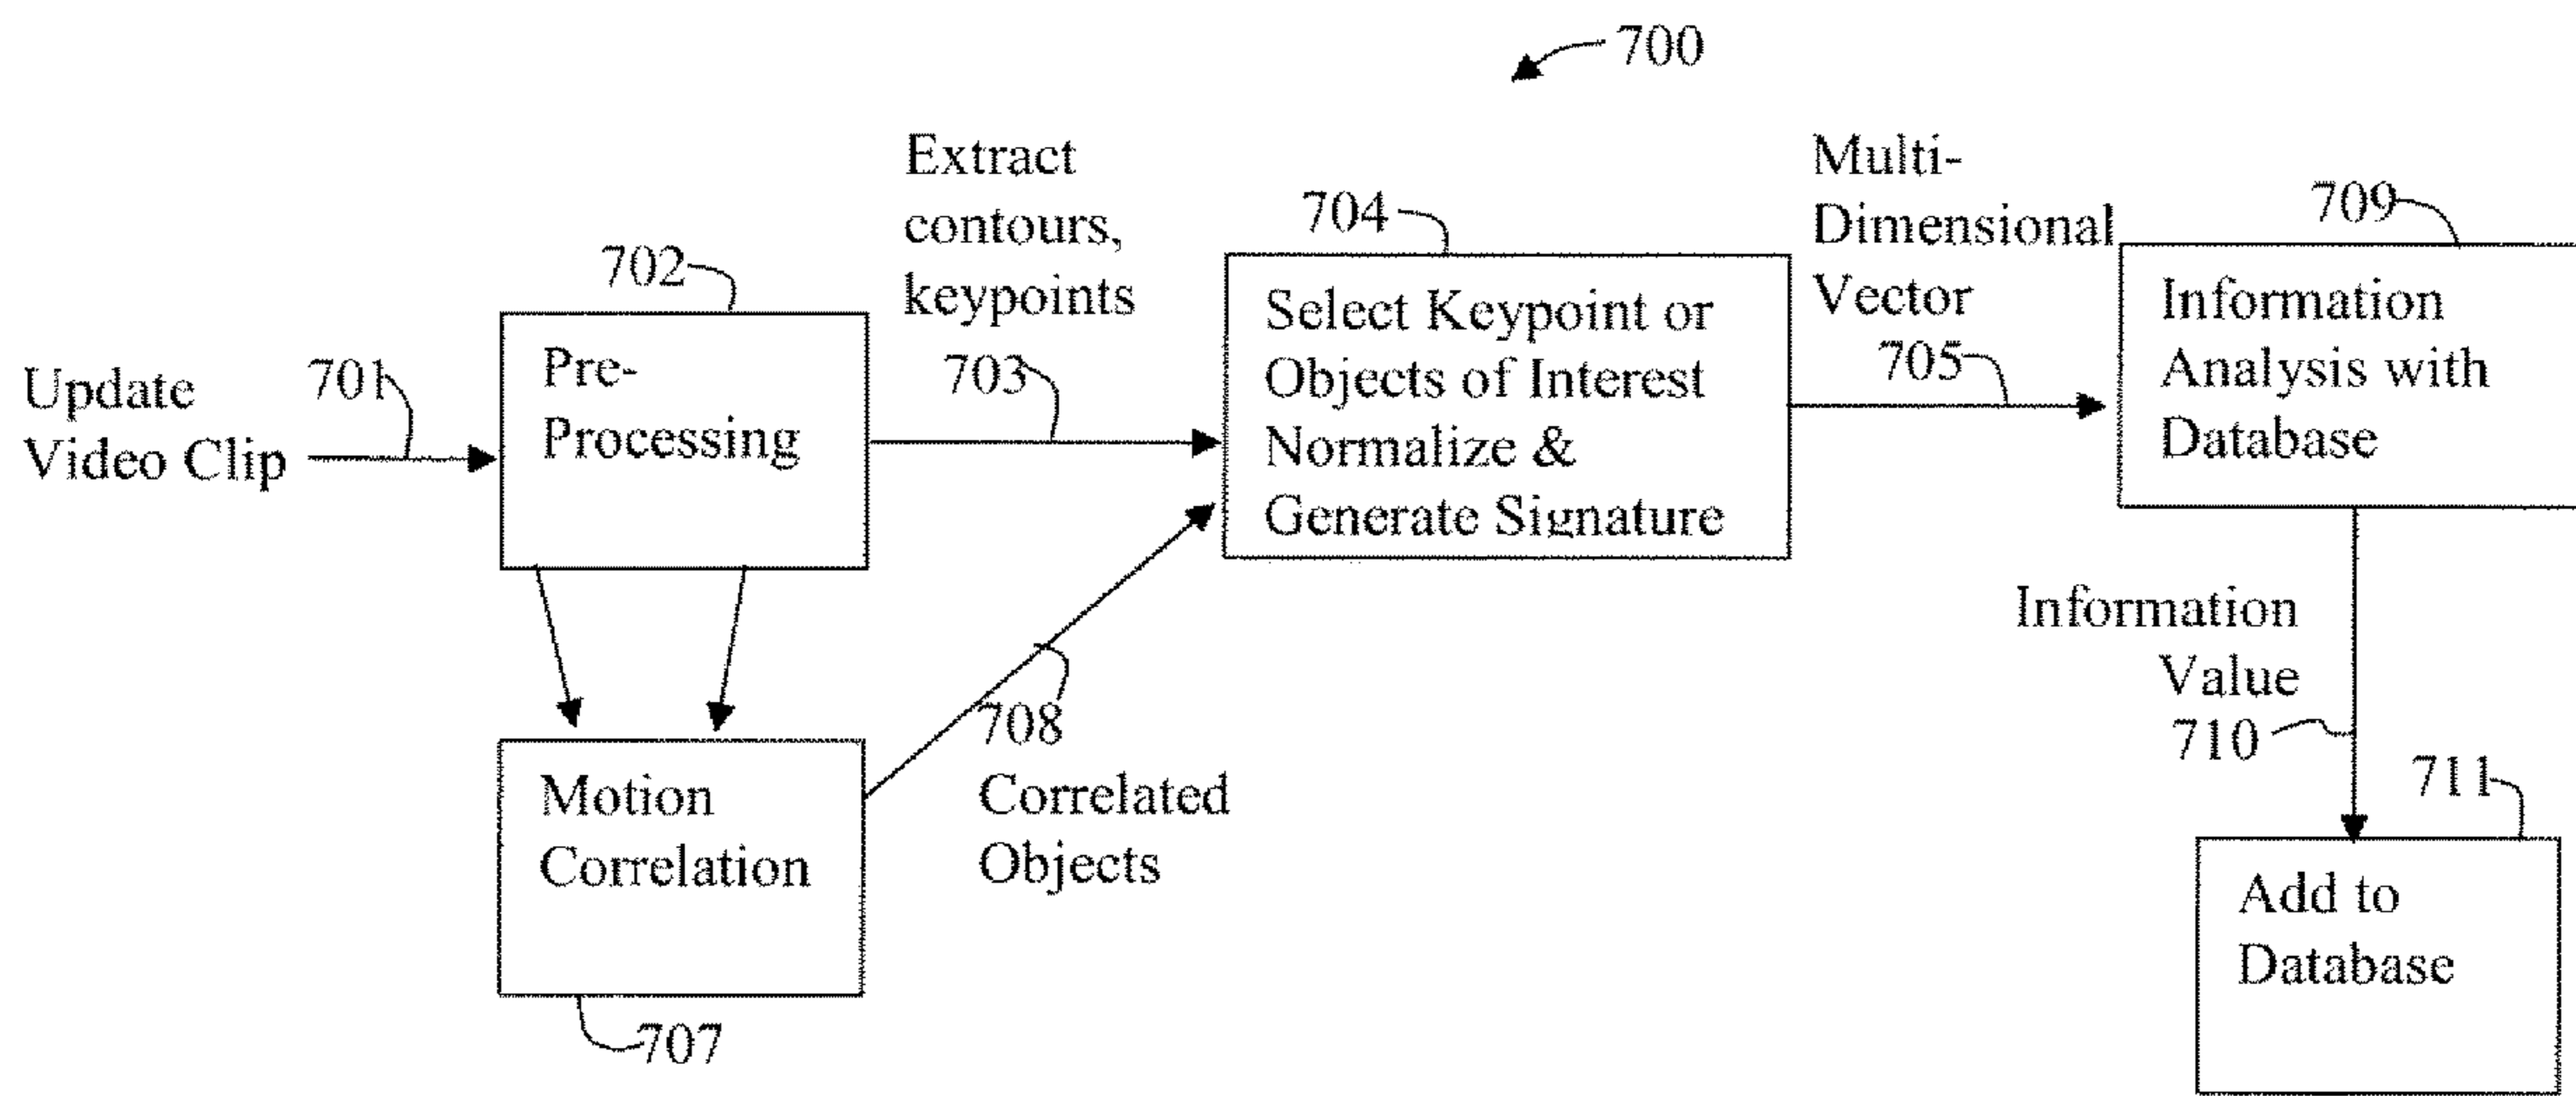 700
Update
Video Clip
701
702
Pre-
Processing
Extract
contours,
keypoints
703
704
Select Keypoint or
Objects of Interest
Normalize &
Generate Signature
Multi-
Dimensional
Vector
705
709
Information
Analysis with
Database
Motion
Correlation
707
708
Correlated
Objects
Information
Value
710
711
Add to
Database